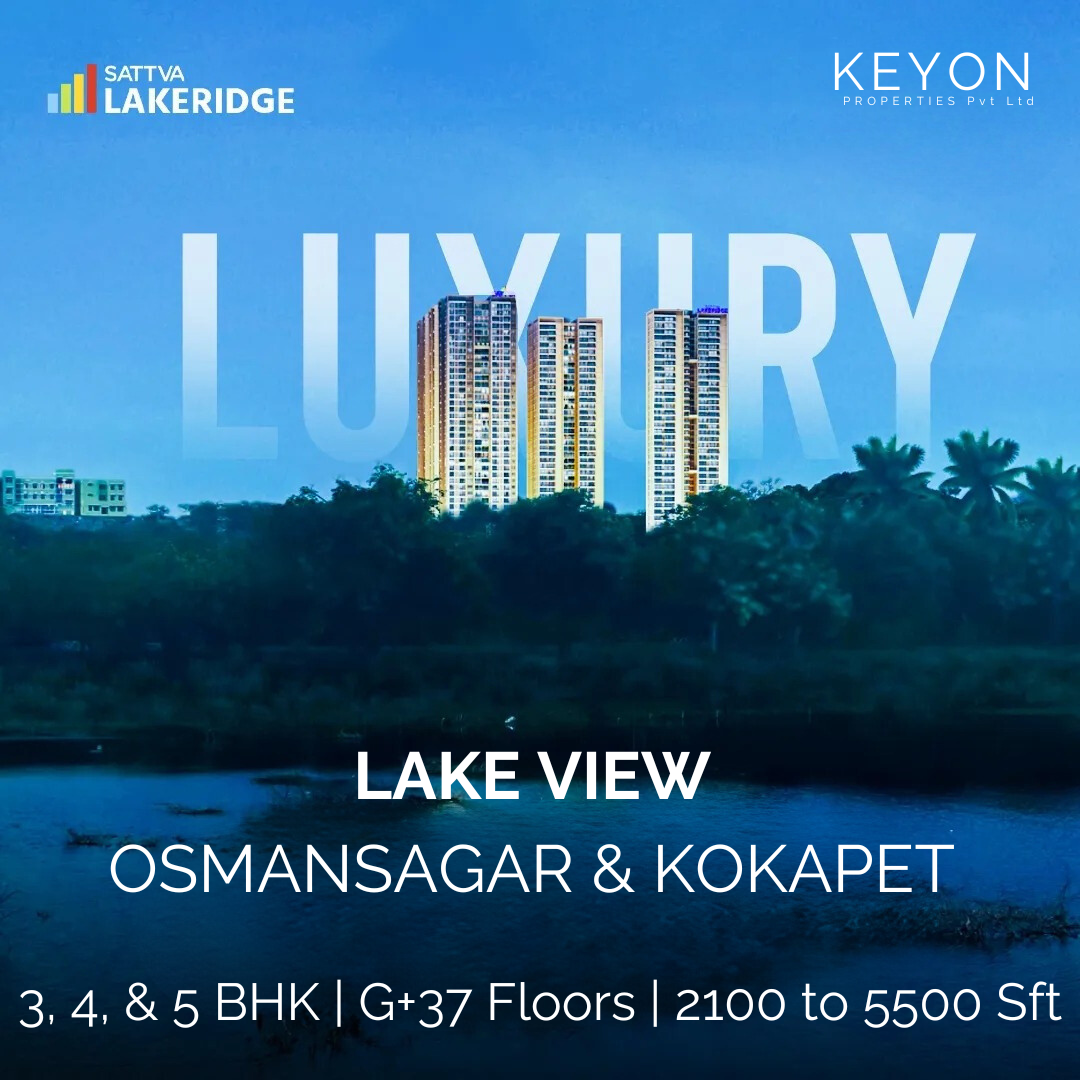 SATTVA
LAKERIDGE
KEYON
PROPERTIES Pvt Ltd
LUXURY
LAKE VIEW
OSMANSAGAR & KOKAPET
3, 4, & 5 BHK | G+37 Floors | 2100 to 5500 Sft